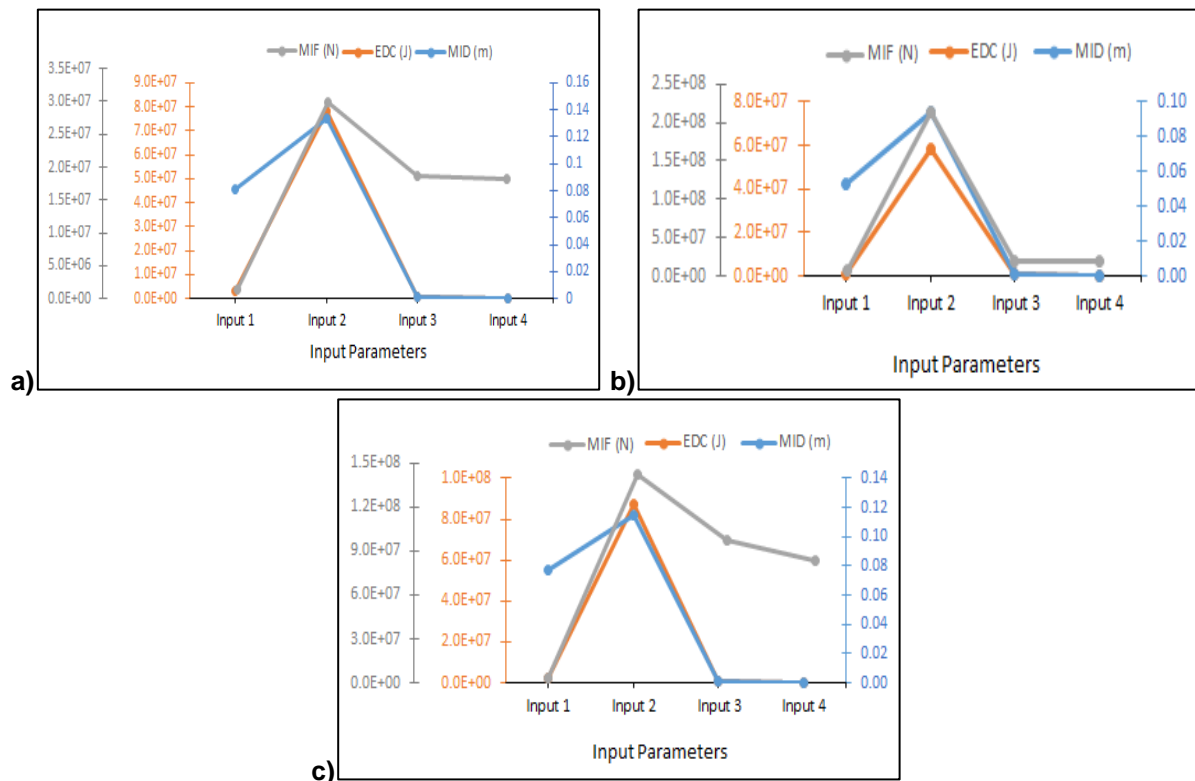 MIF (N) EDC (J) MID (m)
3.5E+07
3.0E+07
2.5E+07
2.0E+07
1.5E+07
1.0E+07
5.0E+06
0.0E+00
9.0E+07
8.0E+07
7.0E+07
6.0E+07
5.0E+07
4.0E+07
3.0E+07
2.0E+07
1.0E+07
0.0E+00
0.16
0.14
0.12
0.1
0.08
0.06
0.04
0.02
0
Input 1 Input 2 Input 3 Input 4
Input Parameters
a)
MIF (N) EDC (J) MID (m)
2.5E+08
2.0E+08
1.5E+08
1.0E+08
5.0E+07
0.0E+00
8.0E+07
6.0E+07
4.0E+07
2.0E+07
0.0E+00
0.10
0.08
0.06
0.04
0.02
0.00
Input 1 Input 2 Input 3 Input 4
Input Parameters
b)
MIF (N) EDC (J) MID (m)
1.5E+08
1.2E+08
9.0E+07
6.0E+07
3.0E+07
0.0E+00
1.0E+08
8.0E+07
6.0E+07
4.0E+07
2.0E+07
0.0E+00
0.14
0.12
0.10
0.08
0.06
0.04
0.02
0.00
Input 1 Input 2 Input 3 Input 4
Input Parameters
c)